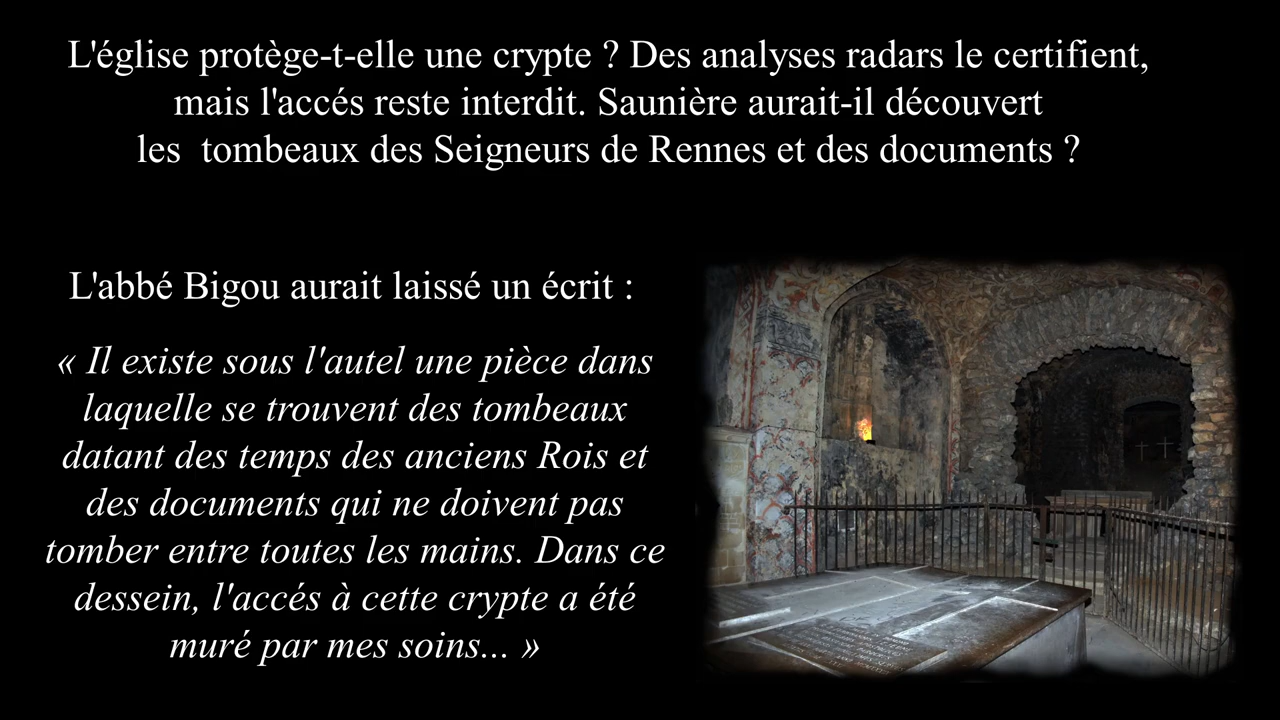 L'église protège-t-elle une crypte ? Des analyses radars le certifient,
mais l'accés reste interdit. Saunière aurait-il découvert
les  tombeaux des Seigneurs de Rennes et des documents ?
L'abbé Bigou aurait laissé un écrit :
« Il existe sous l'autel une pièce dans
laquelle se trouvent des tombeaux
datant des temps des anciens Rois et
des documents qui ne doivent pas
tomber entre toutes les mains. Dans ce
dessein, l'accés à cette crypte a été
muré par mes soins... »